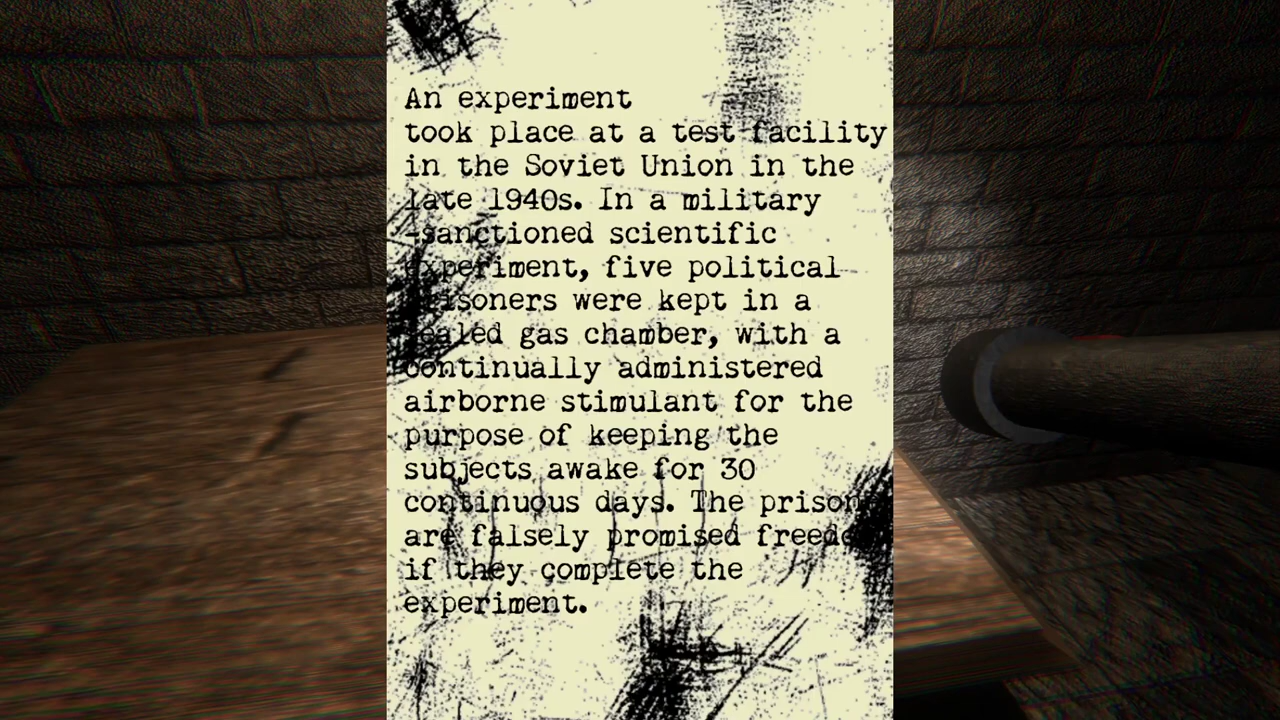 An experiment
took place at a test facility
in the Soviet Union in the
late 1940s. In a military
-sanctioned scientific
experiment, five political
prisoners were kept in a
sealed gas chamber, with a
continually administered
airborne stimulant for the
purpose of keeping the
subjects awake for 30
continuous days. The prison
are falsely promised freedo
if they complete the
experiment.